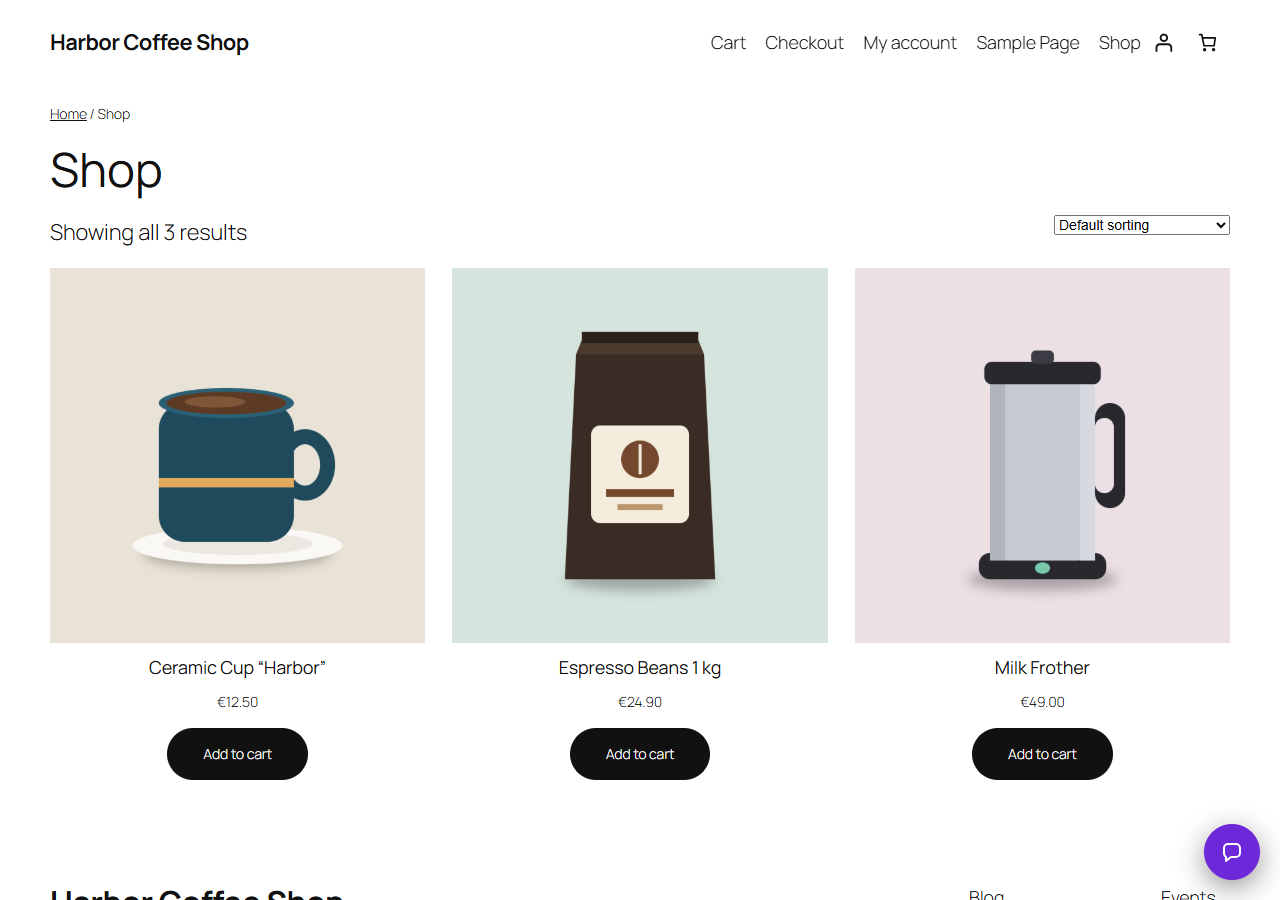 Harbor Coffee Shop
Cart Checkout My account Sample Page Shop
Home / Shop
Shop
Showing all 3 results
Default sorting
Ceramic Cup “Harbor”
€12.50
Add to cart
Espresso Beans 1 kg
€24.90
Add to cart
Milk Frother
€49.00
Add to cart
Harbor Coffee Shop
Blog
Events